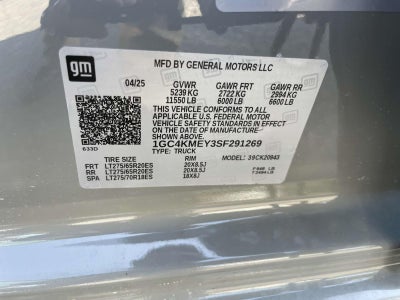 gm
MFD BY GENERAL MOTORS LLC
04/25 GVWR GAWR FRT GAWR RR
5239 KG 2722 KG 2994 KG
11550 LB 6000 LB 6600 LB
THIS VEHICLE CONFORMS TO ALL
APPLICABLE U.S. FEDERAL MOTOR
VEHICLE SAFETY STANDARDS IN EFFECT
ON THE DATE OF MANUFACTURE
SHOWN ABOVE.
1GC4KMEY3SF291269
633D TYPE: TRUCK MODEL: 39CK20943
TIRE SIZE RIM
FRT LT275/65R20ES 20X8.5J
RR LT275/65R20ES 20X8.5J
SPA LT275/70R18ES 18X8J